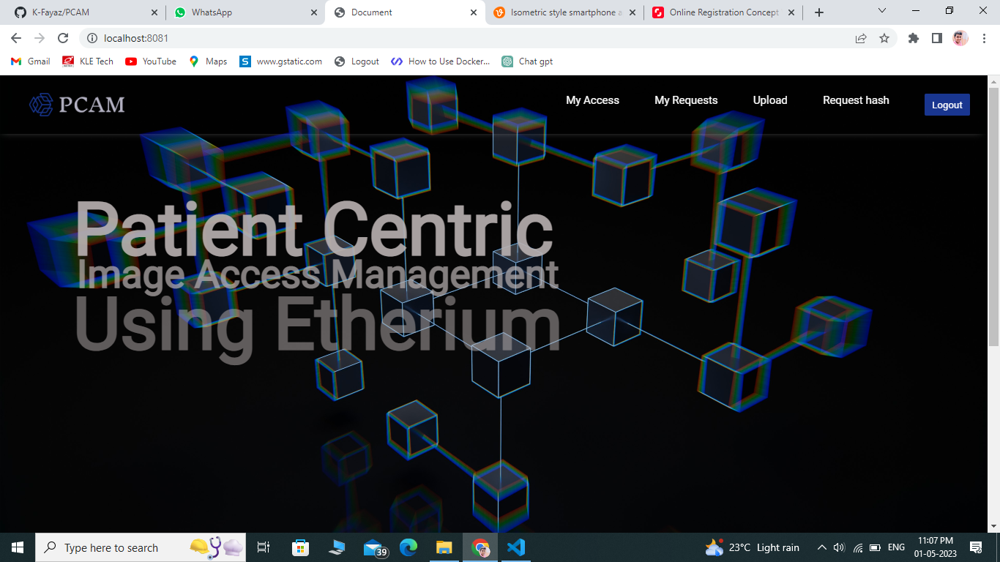 K-Fayaz/PCAM
WhatsApp
Document
Isometric style smartphone a
Online Registration Concept
localhost:8081
Gmail
KLE Tech
YouTube
Maps
www.gstatic.com
Logout
How to Use Docker...
Chat gpt
PCAM
My Access
My Requests
Upload
Request hash
Logout
Patient Centric
Image Access Management
Using Etherium
Type here to search
39
23°C Light rain
ENG
11:07 PM
01-05-2023